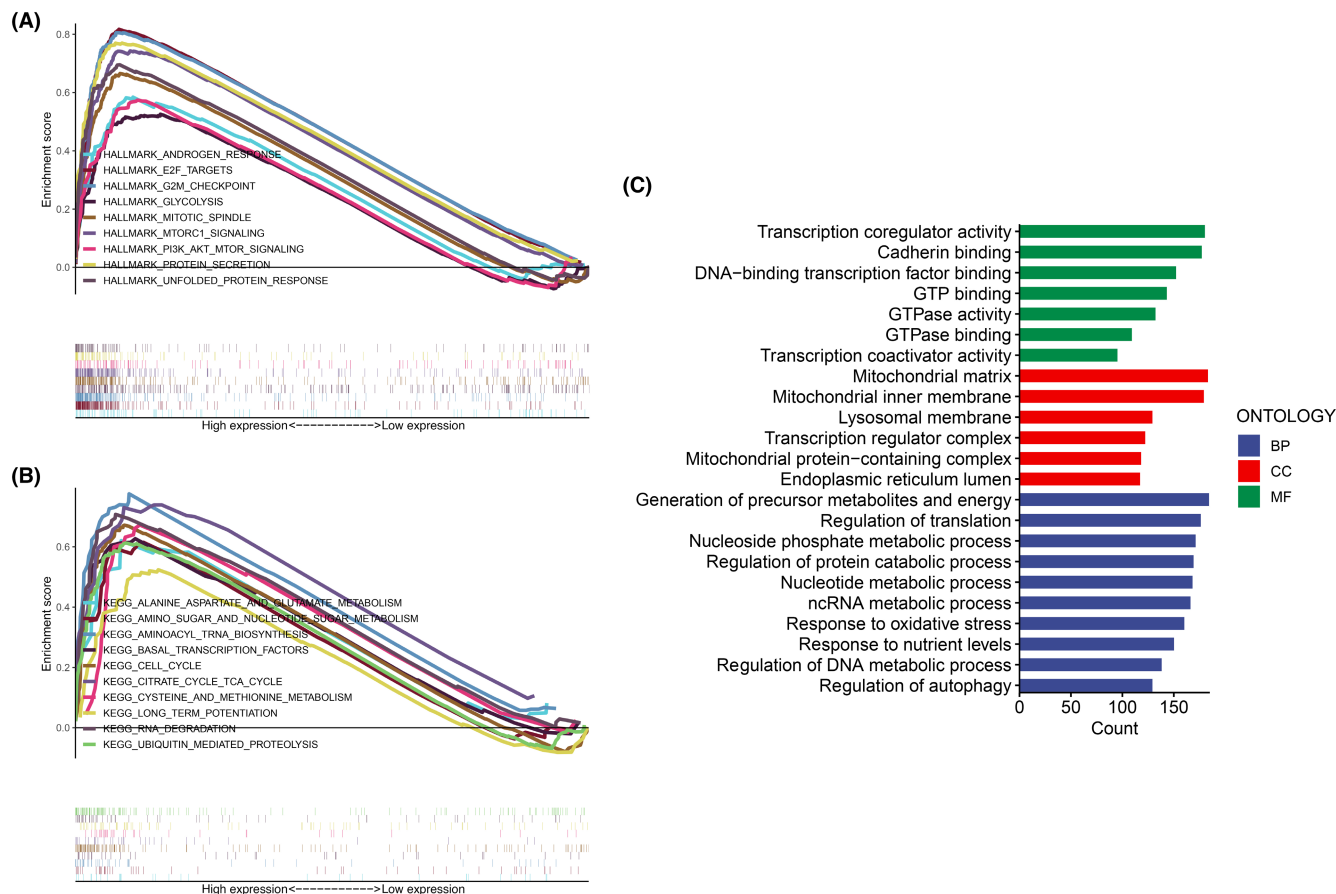 (A)
Enrichment score
0.8
0.6
0.4
0.2
0.0
HALLMARK_ANDROGEN_RESPONSE
HALLMARK_E2F_TARGETS
HALLMARK_G2M_CHECKPOINT
HALLMARK_GLYCOLYSIS
HALLMARK_MITOTIC_SPINDLE
HALLMARK_MTORC1_SIGNALING
HALLMARK_PI3K_AKT_MTOR_SIGNALING
HALLMARK_PROTEIN_SECRETION
HALLMARK_UNFOLDED_PROTEIN_RESPONSE
High expression<------------>Low expression
(B)
Enrichment score
0.6
0.4
0.2
0.0
KEGG_ALANINE_ASPARTATE_AND_GLUTAMATE_METABOLISM
KEGG_AMINO_SUGAR_AND_NUCLEOTIDE_SUGAR_METABOLISM
KEGG_AMINOACYL_TRNA_BIOSYNTHESIS
KEGG_BASAL_TRANSCRIPTION_FACTORS
KEGG_CELL_CYCLE
KEGG_CITRATE_CYCLE_TCA_CYCLE
KEGG_CYSTEINE_AND_METHIONINE_METABOLISM
KEGG_LONG_TERM_POTENTIATION
KEGG_RNA_DEGRADATION
KEGG_UBIQUITIN_MEDIATED_PROTEOLYSIS
High expression<------------>Low expression
(C)
Transcription coregulator activity
Cadherin binding
DNA−binding transcription factor binding
GTP binding
GTPase activity
GTPase binding
Transcription coactivator activity
Mitochondrial matrix
Mitochondrial inner membrane
Lysosomal membrane
Transcription regulator complex
Mitochondrial protein−containing complex
Endoplasmic reticulum lumen
Generation of precursor metabolites and energy
Regulation of translation
Nucleoside phosphate metabolic process
Regulation of protein catabolic process
Nucleotide metabolic process
ncRNA metabolic process
Response to oxidative stress
Response to nutrient levels
Regulation of DNA metabolic process
Regulation of autophagy
0 50 100 150
Count
ONTOLOGY
BP
CC
MF